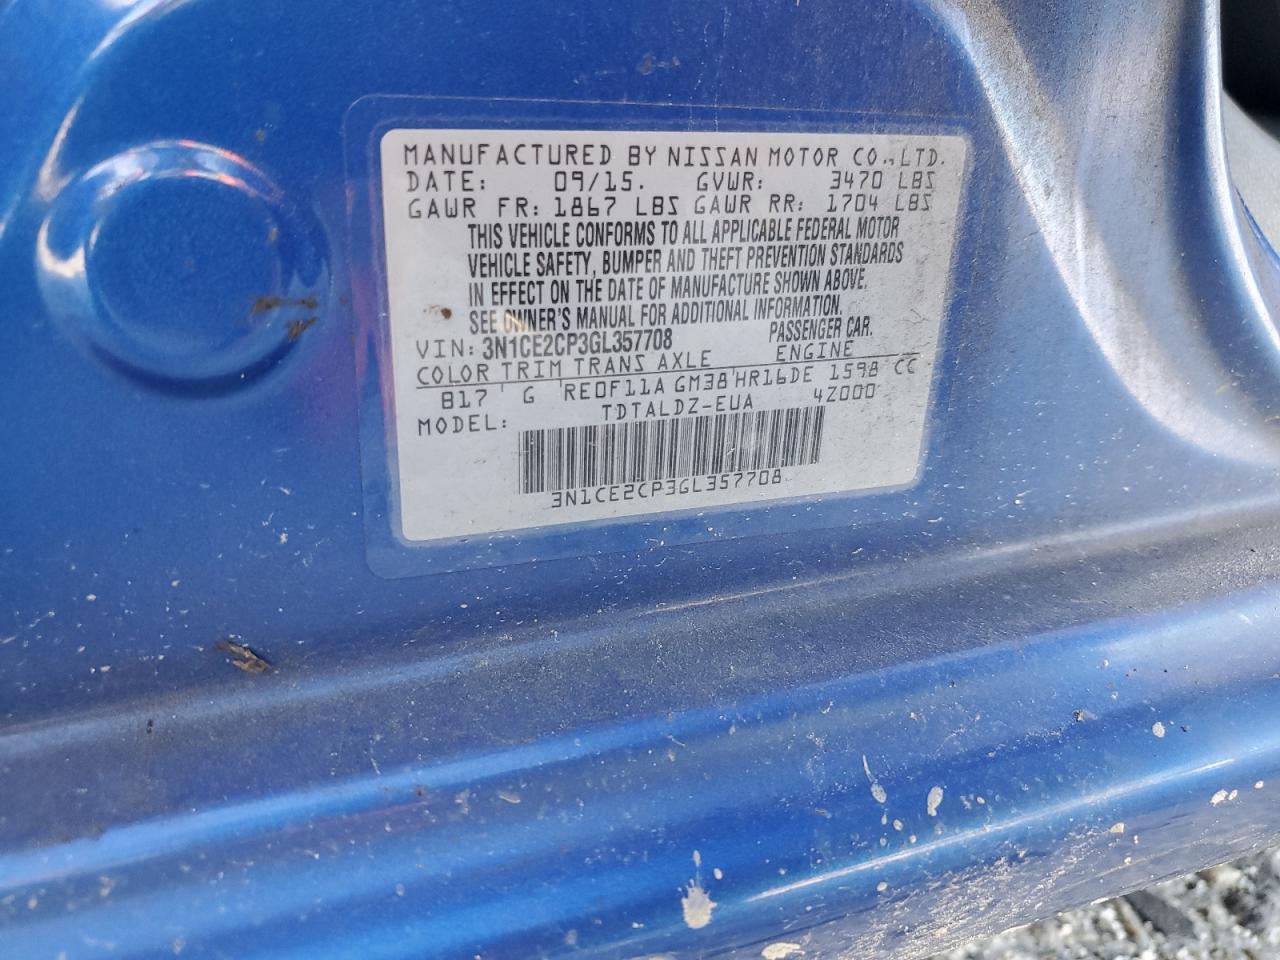 MANUFACTURED BY NISSAN MOTOR CO., LTD.
DATE: 09/15. GVWR: 3470 LBS
GAWR FR: 1867 LBS GAWR RR: 1704 LBS
THIS VEHICLE CONFORMS TO ALL APPLICABLE FEDERAL MOTOR
VEHICLE SAFETY, BUMPER AND THEFT PREVENTION STANDARDS
IN EFFECT ON THE DATE OF MANUFACTURE SHOWN ABOVE.
SEE OWNER'S MANUAL FOR ADDITIONAL INFORMATION.
VIN: 3N1CE2CP3GL357708 PASSENGER CAR.
COLOR TRIM TRANS AXLE ENGINE
B17 G RE0F11A GM38 HR16DE 1598 CC
MODEL: TDTALDZ-EUA 4Z000
3N1CE2CP3GL357708